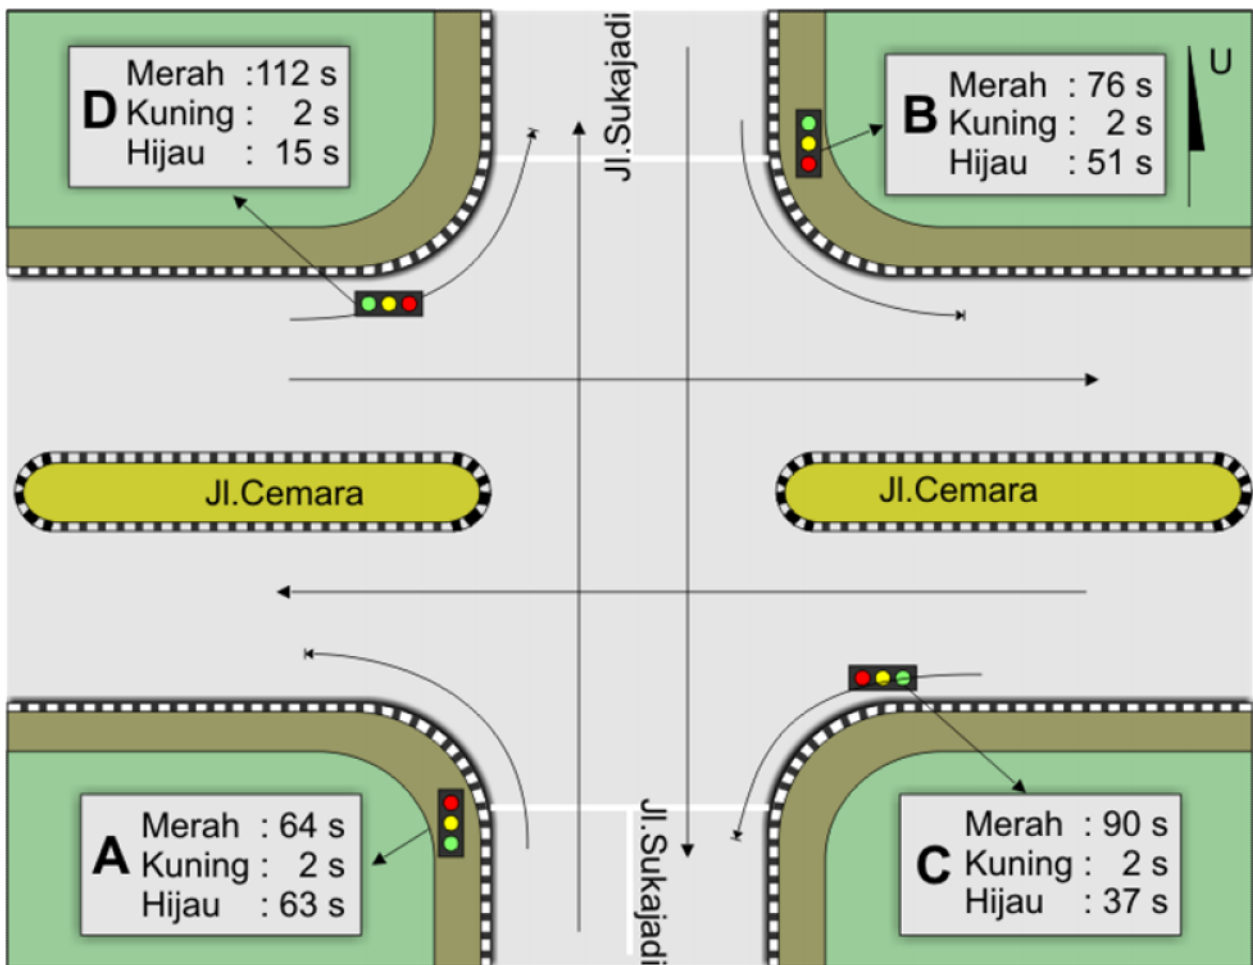 Jl.Sukajadi
D
Merah :112 s
Kuning : 2 s
Hijau : 15 s
B
Merah : 76 s
Kuning : 2 s
Hijau : 51 s
U
Jl.Cemara
Jl.Cemara
A
Merah : 64 s
Kuning : 2 s
Hijau : 63 s
Jl.Sukajadi
C
Merah : 90 s
Kuning : 2 s
Hijau : 37 s